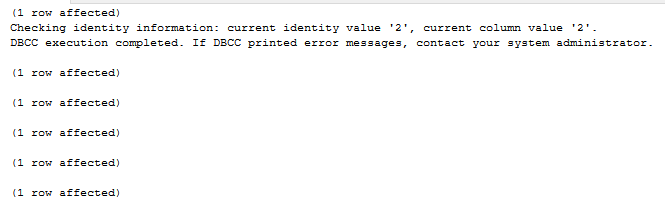 (1 row affected)
Checking identity information: current identity value '2', current column value '2'.
DBCC execution completed. If DBCC printed error messages, contact your system administrator.
(1 row affected)
(1 row affected)
(1 row affected)
(1 row affected)
(1 row affected)